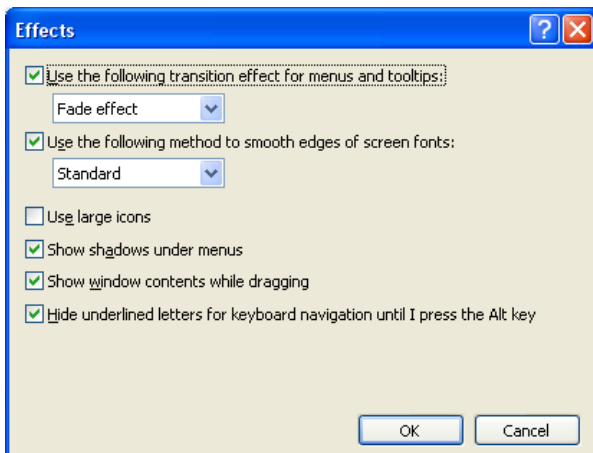 Effects
Use the following transition effect for menus and tooltips:
Fade effect
Use the following method to smooth edges of screen fonts:
Standard
Use large icons
Show shadows under menus
Show window contents while dragging
Hide underlined letters for keyboard navigation until I press the Alt key
OK Cancel